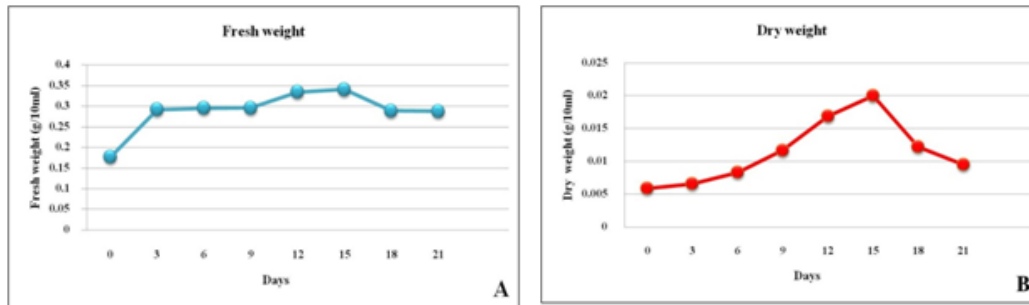 Fresh weight
Fresh weight (g/10ml)
0.4
0.35
0.3
0.25
0.2
0.15
0.1
0.05
0
0 3 6 9 12 15 18 21
Days
A
Dry weight
Dry weight (g/10ml)
0.025
0.02
0.015
0.01
0.005
0
0 3 6 9 12 15 18 21
Days
B